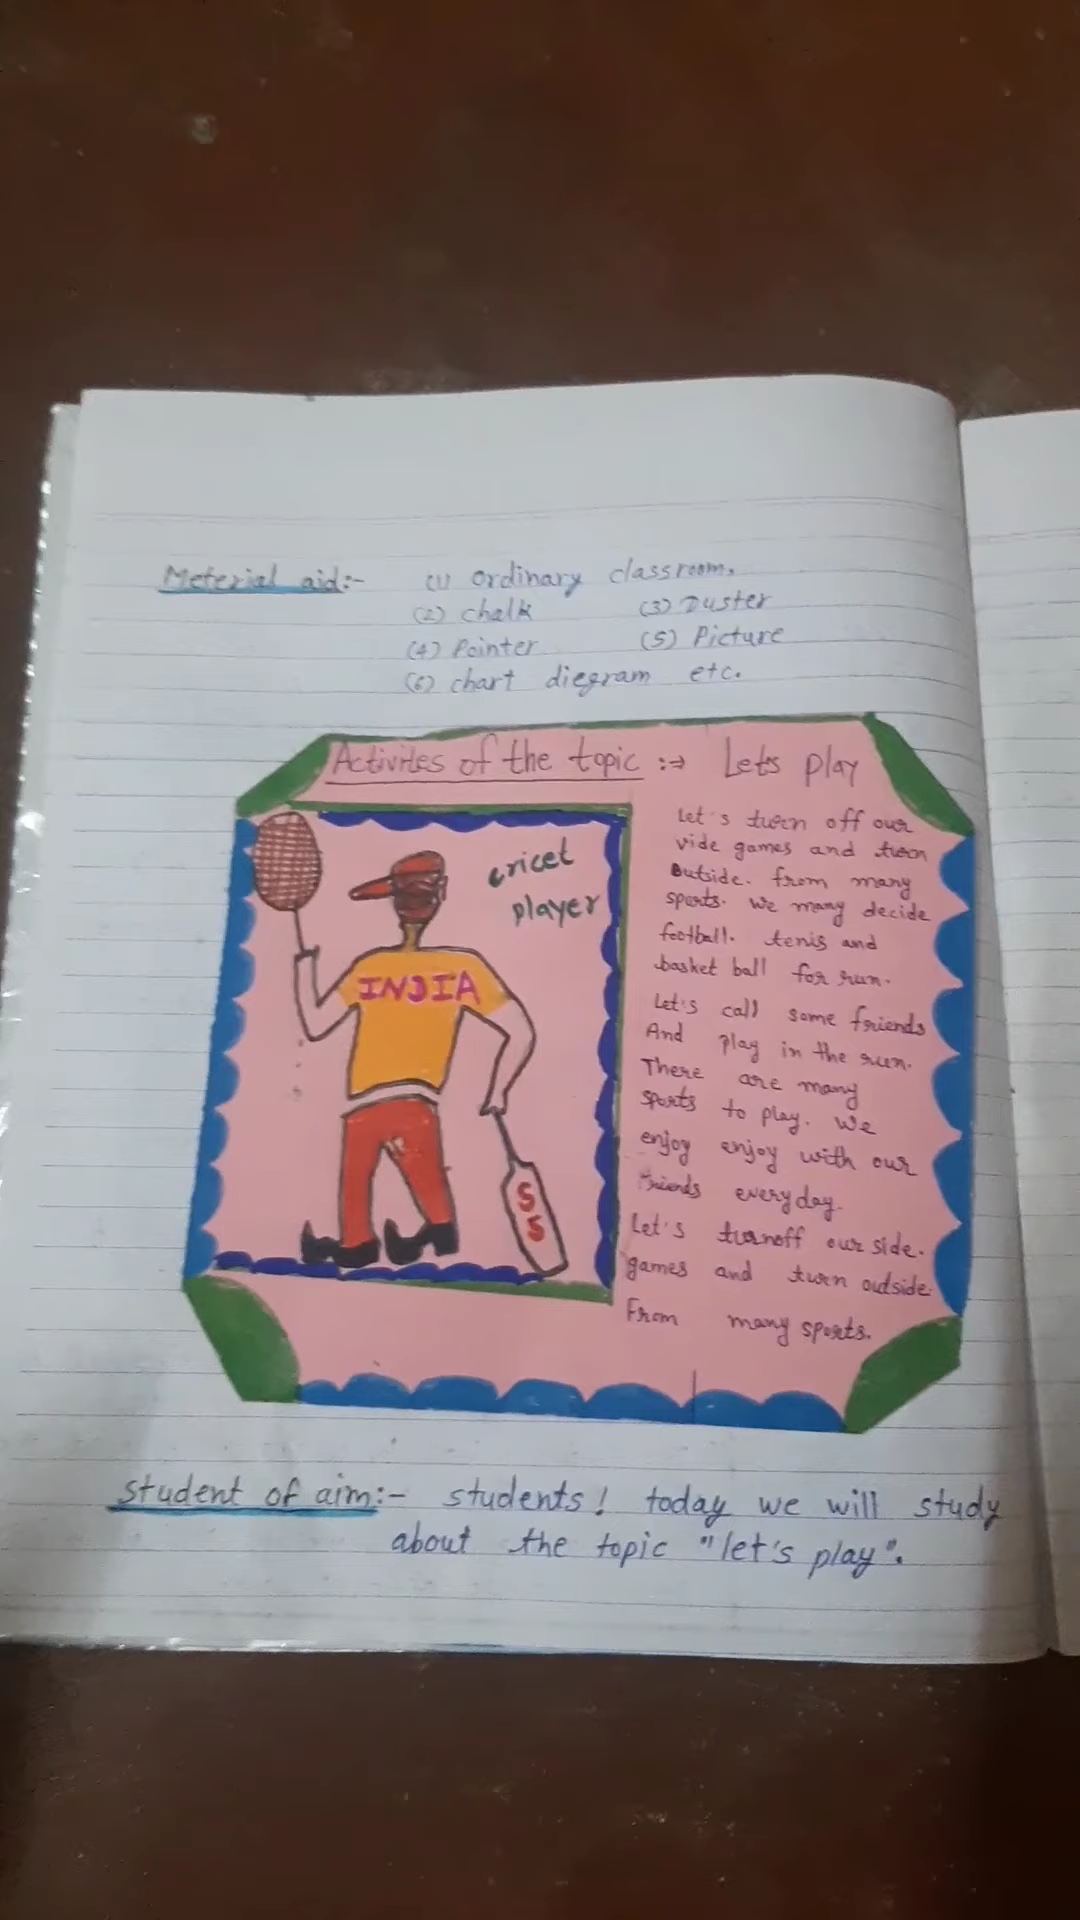 Meterial aid:- (1) ordinary classroom,
(2) chalk (3) Duster
(4) Pointer (5) Picture
(6) chart diegram etc.
Activites of the topic :→ Lets play
cricet
player
INDIA
SS
Let's turn off our
vide games and turn
outside. from many
sports. we many decide
football. tenis and
basket ball for run.
Let's call some friends
And play in the run.
There are many
sports to play. we
enjoy enjoy with our
friends everyday.
Let's turnoff our side.
games and turn outside.
From many sports.
student of aim:- students! today we will study
about the topic "let's play".